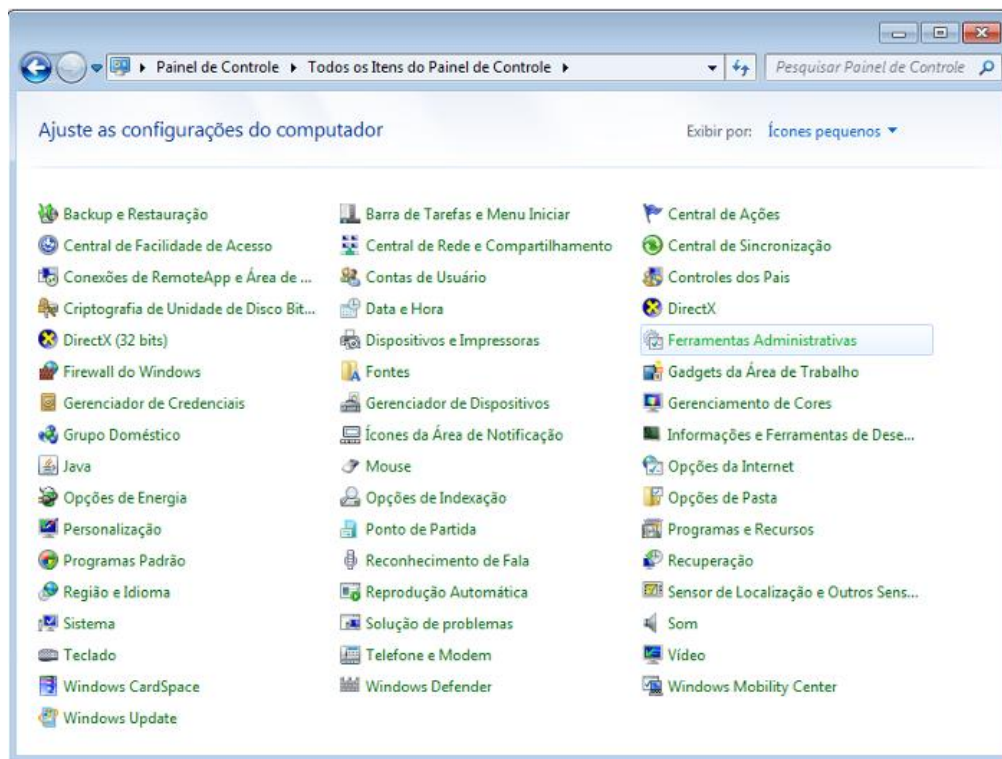 Painel de Controle Todos os Itens do Painel de Controle Pesquisar Painel de Controle
Ajuste as configurações do computador Exibir por: Ícones pequenos
Backup e Restauração Barra de Tarefas e Menu Iniciar Central de Ações
Central de Facilidade de Acesso Central de Rede e Compartilhamento Central de Sincronização
Conexões de RemoteApp e Área de ... Contas de Usuário Controles dos Pais
Criptografia de Unidade de Disco Bit... Data e Hora DirectX
DirectX (32 bits) Dispositivos e Impressoras Ferramentas Administrativas
Firewall do Windows Fontes Gadgets da Área de Trabalho
Gerenciador de Credenciais Gerenciador de Dispositivos Gerenciamento de Cores
Grupo Doméstico Ícones da Área de Notificação Informações e Ferramentas de Dese...
Java Mouse Opções da Internet
Opções de Energia Opções de Indexação Opções de Pasta
Personalização Ponto de Partida Programas e Recursos
Programas Padrão Reconhecimento de Fala Recuperação
Região e Idioma Reprodução Automática Sensor de Localização e Outros Sens...
Sistema Solução de problemas Som
Teclado Telefone e Modem Vídeo
Windows CardSpace Windows Defender Windows Mobility Center
Windows Update